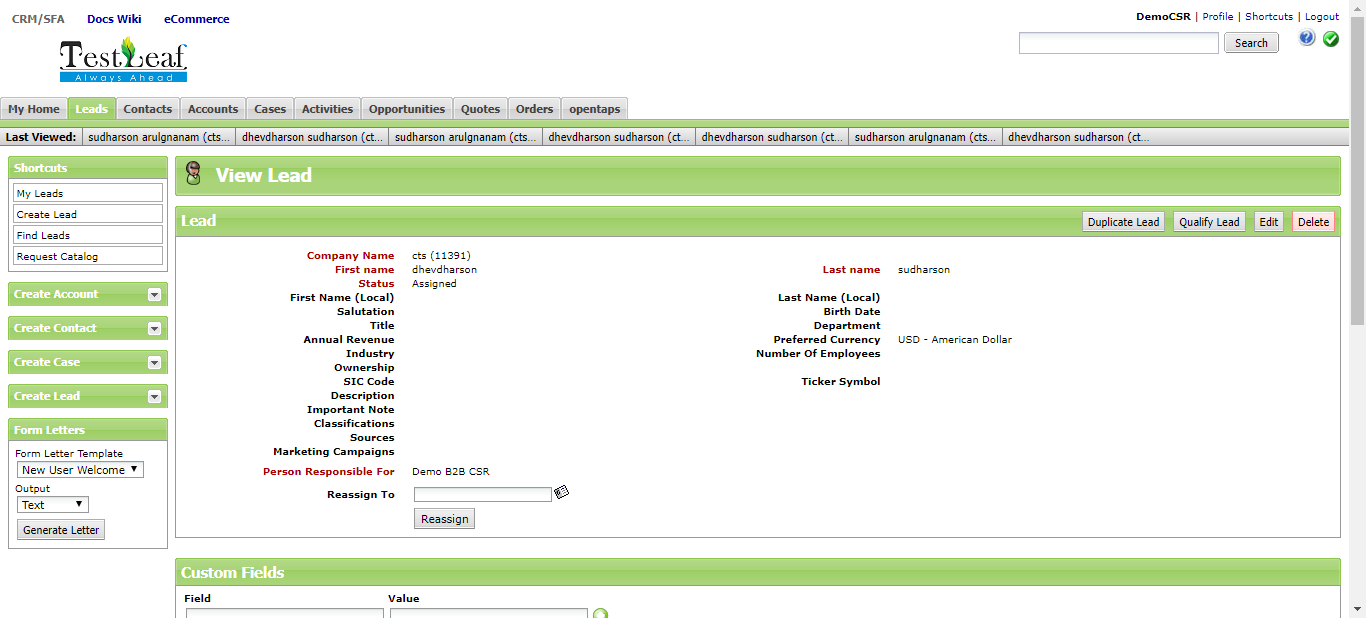 CRM/SFA Docs Wiki eCommerce
DemoCSR | Profile | Shortcuts | Logout
TestLeaf
Always Ahead
Search
My Home Leads Contacts Accounts Cases Activities Opportunities Quotes Orders opentaps
Last Viewed: sudharson arulgnanam (cts... dhevdharson sudharson (ct... sudharson arulgnanam (cts... dhevdharson sudharson (ct... dhevdharson sudharson (ct... sudharson arulgnanam (cts... dhevdharson sudharson (ct...
Shortcuts
My Leads
Create Lead
Find Leads
Request Catalog
Create Account
Create Contact
Create Case
Create Lead
Form Letters
Form Letter Template
New User Welcome
Output
Text
Generate Letter
View Lead
Lead
Duplicate Lead Qualify Lead Edit Delete
Company Name cts (11391)
First name dhevdharson Last name sudharson
Status Assigned
First Name (Local) Last Name (Local)
Salutation Birth Date
Title Department
Annual Revenue Preferred Currency USD - American Dollar
Industry Number Of Employees
Ownership
SIC Code Ticker Symbol
Description
Important Note
Classifications
Sources
Marketing Campaigns
Person Responsible For Demo B2B CSR
Reassign To
Reassign
Custom Fields
Field Value